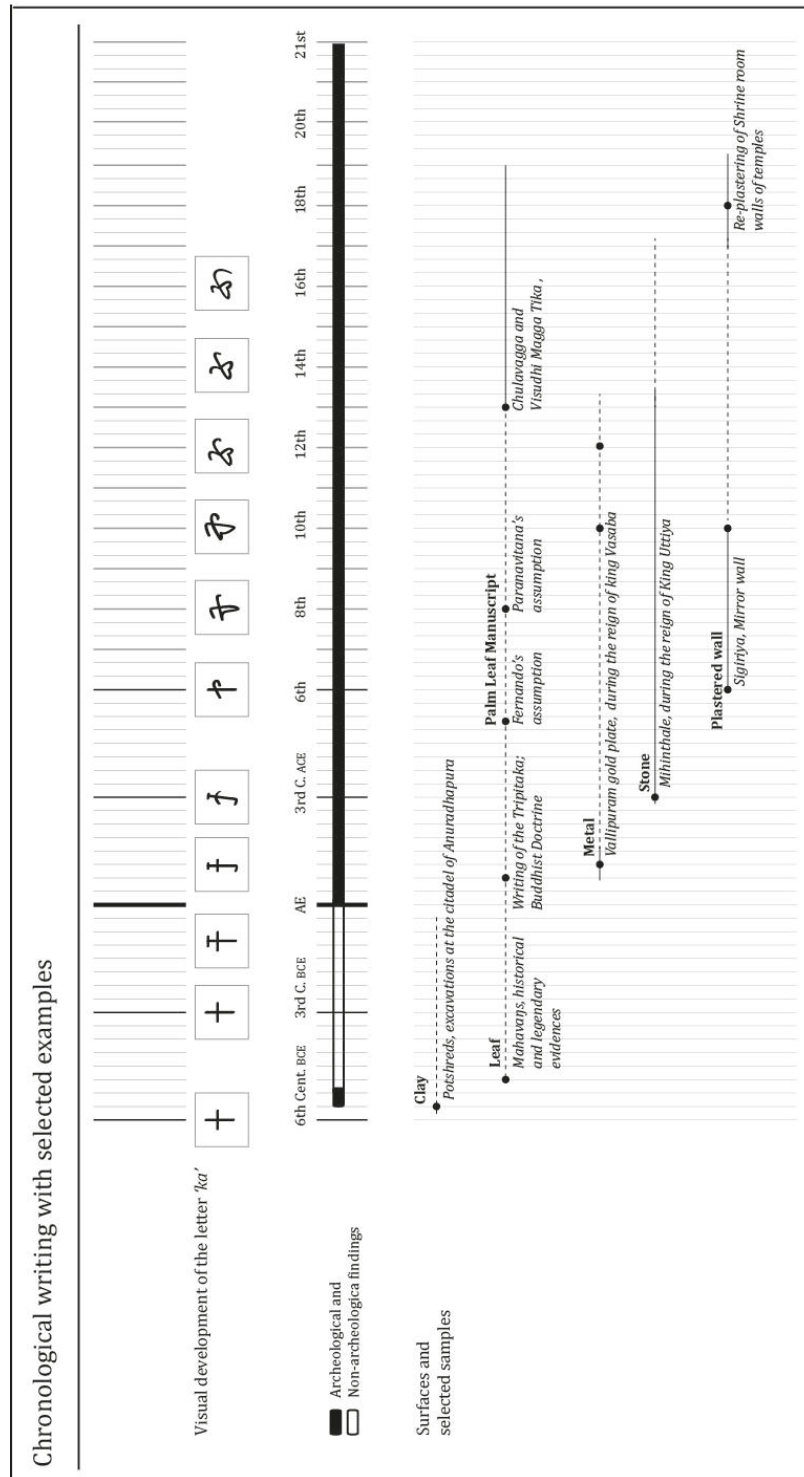 Chronological writing with selected examples
Visual development of the letter ‘ka’
6th Cent. BCE
3rd C. BCE
AE
3rd C. ACE
6th
8th
10th
12th
14th
16th
18th
20th
21st
Archeological and
Non-archeologica findings
Surfaces and
selected samples
Clay
Potshreds, excavations at the citadel of Anuradhapura
Leaf
Mahavaṇs, historical
and legendary
evidences
Writing of the Tripitaka;
Buddhist Doctrine
Palm Leaf Manuscript
Fernando’s
assumption
Paranavitana’s
assumption
Chulavagga and
Visudhi Magga Tika ,
Metal
Vallipuram gold plate, during the reign of king Vasaba
Stone
Mihinthale, during the reign of King Uttiya
Plastered wall
Sigiriya, Mirror wall
Re-plastering of Shrine room
walls of temples